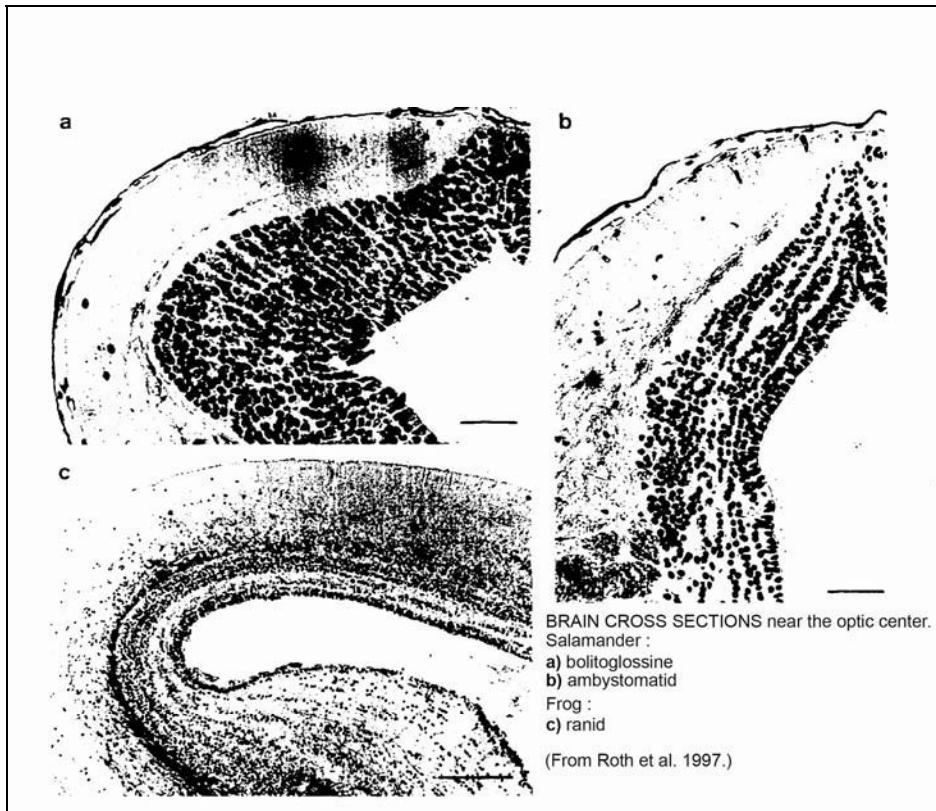 a
b
c
BRAIN CROSS SECTIONS near the optic center.
Salamander :
a) bolitoglossine
b) ambystomatid
Frog :
c) ranid
(From Roth et al. 1997.)